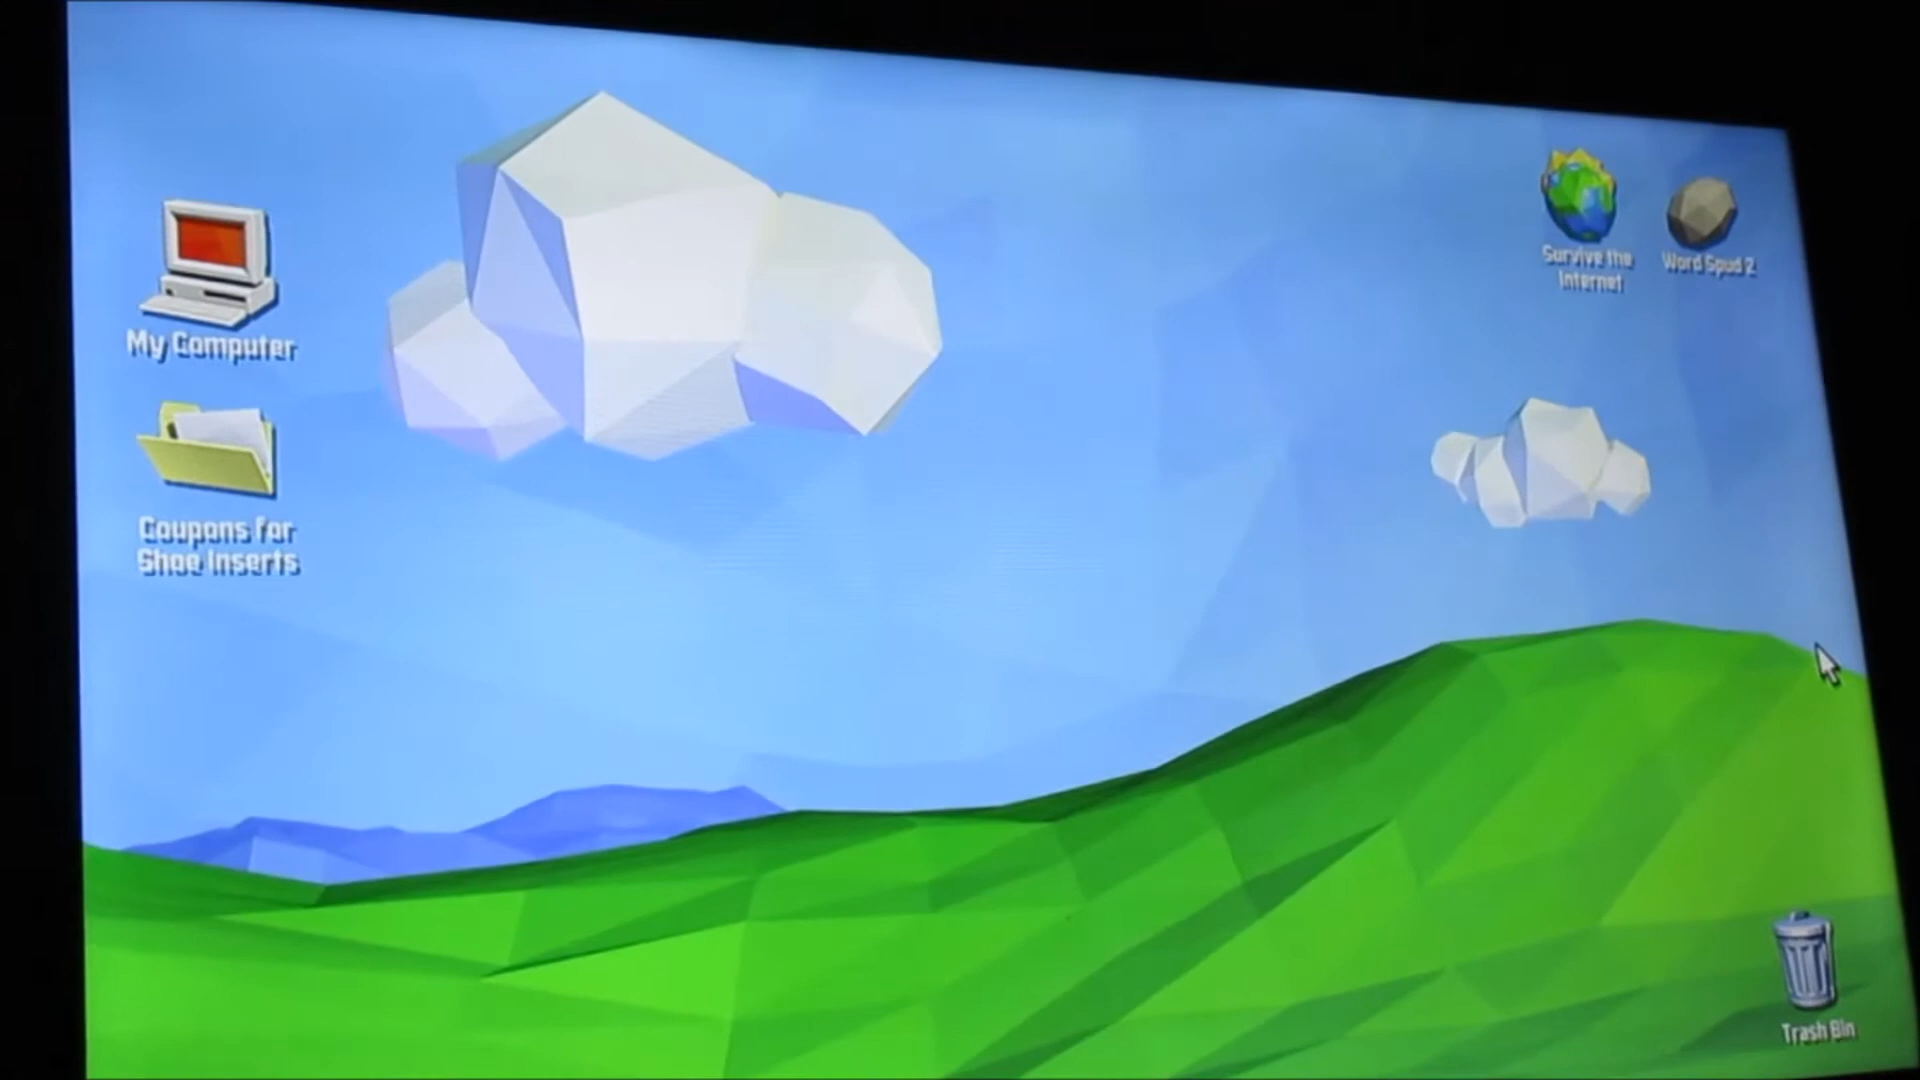 My Computer
Coupons for
Shoe Inserts
Survive the
Internet
Word Spud 2
Trash Bin